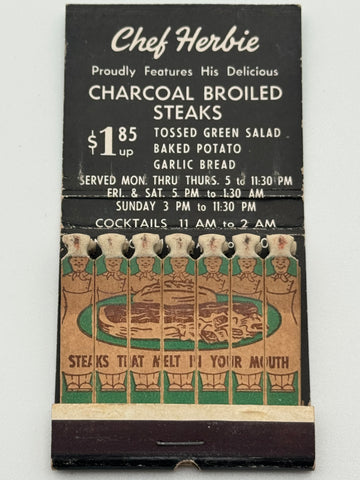 Chef Herbie
Proudly Features His Delicious
CHARCOAL BROILED
STEAKS
$1.85 up
TOSSED GREEN SALAD
BAKED POTATO
GARLIC BREAD
SERVED MON. THRU THURS. 5 to 11:30 PM
FRI. & SAT. 5 PM to 1:30 AM
SUNDAY 3 PM to 11:30 PM
COCKTAILS 11 AM to 2 AM
STEAKS THAT MELT IN YOUR MOUTH